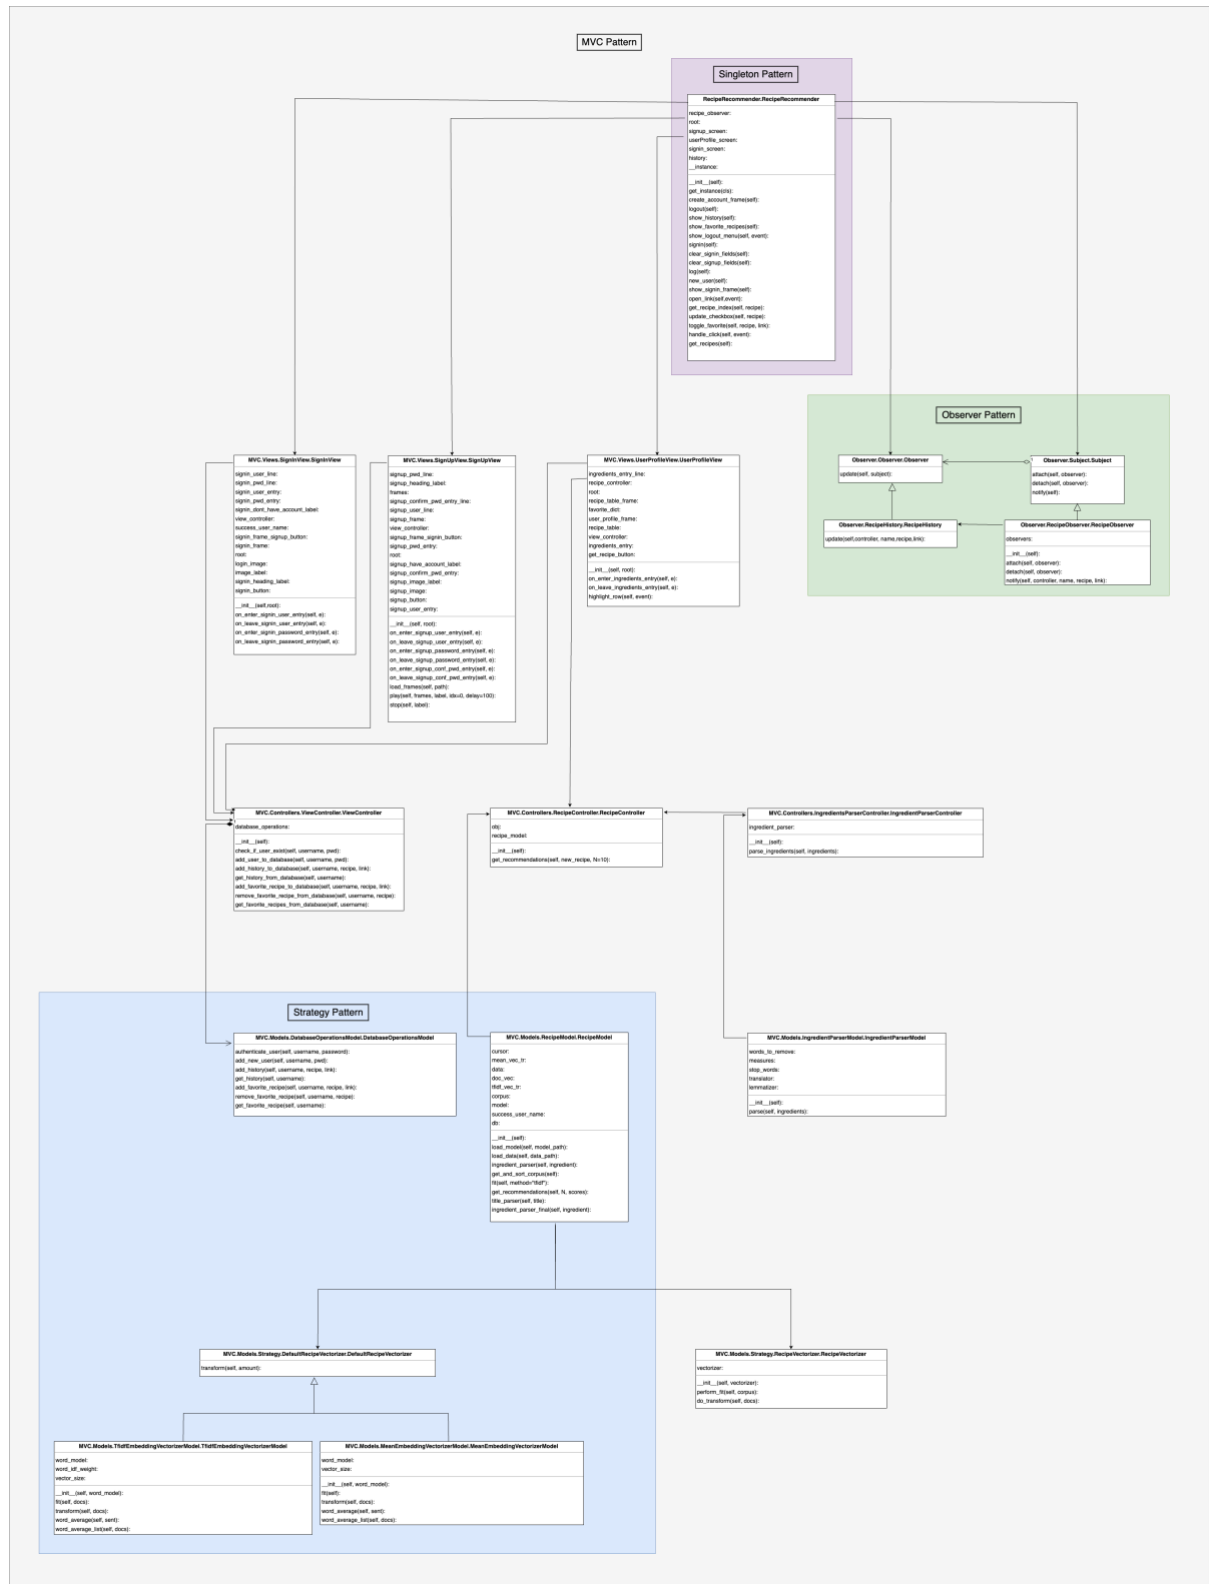 MVC Pattern
Singleton Pattern
RecipeRecommender.RecipeRecommender
recipe_observer:
root:
signup_screen:
userProfile_screen:
signin_screen:
history:
__instance:
__init__(self):
get_instance(cls)
create_account_frame(self):
logout(self):
show_history(self):
show_favorite_recipes(self):
show_logout_menu(self, event):
signin(self):
clear_signin_fields(self):
clear_signup_fields(self):
log(self):
new_user(self):
show_signin_frame(self):
open_link(self,event):
get_recipe_index(self, recipe):
update_checkbox(self, recipe):
toggle_favorite(self, recipe, link):
handle_click(self, event):
get_recipes(self):
Observer Pattern
Observer.Observer.Observer
update(self, subject):
Observer.Subject.Subject
attach(self, observer):
detach(self, observer):
notify(self):
Observer.RecipeHistory.RecipeHistory
update(self,controller, name,recipe,link):
Observer.RecipeObserver.RecipeObserver
observers:
__init__(self):
attach(self, observer):
detach(self, observer):
notify(self, controller, name, recipe, link):
MVC.Views.SignInView.SignInView
signin_user_line:
signin_pwd_line:
signin_user_entry:
signin_pwd_entry:
signin_dont_have_account_label:
view_controller:
success_user_name:
signin_frame_signup_button:
signin_frame:
root:
login_image:
image_label:
signin_heading_label:
signin_button:
__init__(self,root):
on_enter_signin_user_entry(self, e):
on_leave_signin_user_entry(self, e):
on_enter_signin_password_entry(self, e):
on_leave_signin_password_entry(self, e):
MVC.Views.SignUpView.SignUpView
signup_pwd_line:
signup_heading_label:
frames:
signup_confirm_pwd_entry_line:
signup_user_line:
signup_frame:
view_controller:
signup_frame_signin_button:
signup_pwd_entry:
root:
signup_have_account_label:
signup_confirm_pwd_entry:
signup_image_label:
signup_image:
signup_button:
signup_user_entry:
__init__(self, root):
on_enter_signup_user_entry(self, e):
on_leave_signup_user_entry(self, e):
on_enter_signup_password_entry(self, e):
on_leave_signup_password_entry(self, e):
on_enter_signup_conf_pwd_entry(self, e):
on_leave_signup_conf_pwd_entry(self, e):
load_frames(self, path):
play(self, frames, label, idx=0, delay=100):
stop(self, label):
MVC.Views.UserProfileView.UserProfileView
ingredients_entry_line:
recipe_controller:
root:
recipe_table_frame:
favorite_dict:
user_profile_frame:
recipe_table:
view_controller:
ingredients_entry:
get_recipe_button:
__init__(self, root):
on_enter_ingredients_entry(self, e):
on_leave_ingredients_entry(self, e):
highlight_row(self, event):
MVC.Controllers.ViewController.ViewController
database_operations:
__init__(self):
check_if_user_exist(self, username, pwd):
add_user_to_database(self, username, pwd):
add_history_to_database(self, username, recipe, link):
get_history_from_database(self, username):
add_favorite_recipe_to_database(self, username, recipe, link):
remove_favorite_recipe_from_database(self, username, recipe):
get_favorite_recipes_from_database(self, username):
MVC.Controllers.RecipeController.RecipeController
obj:
recipe_model:
__init__(self):
get_recommendations(self, new_recipe, N=10):
MVC.Controllers.IngredientsParserController.IngredientParserController
ingredient_parser:
__init__(self):
parse_ingredients(self, ingredients):
Strategy Pattern
MVC.Models.DatabaseOperationsModel.DatabaseOperationsModel
authenticate_user(self, username, password):
add_new_user(self, username, pwd):
add_history(self, username, recipe, link):
get_history(self, username):
add_favorite_recipe(self, username, recipe, link):
remove_favorite_recipe(self, username, recipe):
get_favorite_recipe(self, username):
MVC.Models.RecipeModel.RecipeModel
cursor:
mean_vec_tr:
data:
doc_vec:
tfidf_vec_tr:
corpus:
model:
success_user_name:
db:
__init__(self):
load_model(self, model_path):
load_data(self, data_path):
ingredient_parser(self, ingredient):
get_and_sort_corpus(self):
fit(self, method="tfidf"):
get_recommendations(self, N, scores):
title_parser(self, title):
ingredient_parser_final(self, ingredient):
MVC.Models.IngredientParserModel.IngredientParserModel
words_to_remove:
measures:
stop_words:
translator:
lemmatizer:
__init__(self):
parse(self, ingredients):
MVC.Models.Strategy.DefaultRecipeVectorizer.DefaultRecipeVectorizer
transform(self, amount):
MVC.Models.Strategy.RecipeVectorizer.RecipeVectorizer
vectorizer:
__init__(self, vectorizer):
perform_fit(self, corpus):
do_transform(self, docs):
MVC.Models.TfidfEmbeddingVectorizerModel.TfidfEmbeddingVectorizerModel
word_model:
word_idf_weight:
vector_size:
__init__(self, word_model):
fit(self, docs):
transform(self, docs):
word_average(self, sent):
word_average_list(self, docs):
MVC.Models.MeanEmbeddingVectorizerModel.MeanEmbeddingVectorizerModel
word_model:
vector_size:
__init__(self, word_model):
fit(self):
transform(self, docs):
word_average(self, sent):
word_average_list(self, docs):